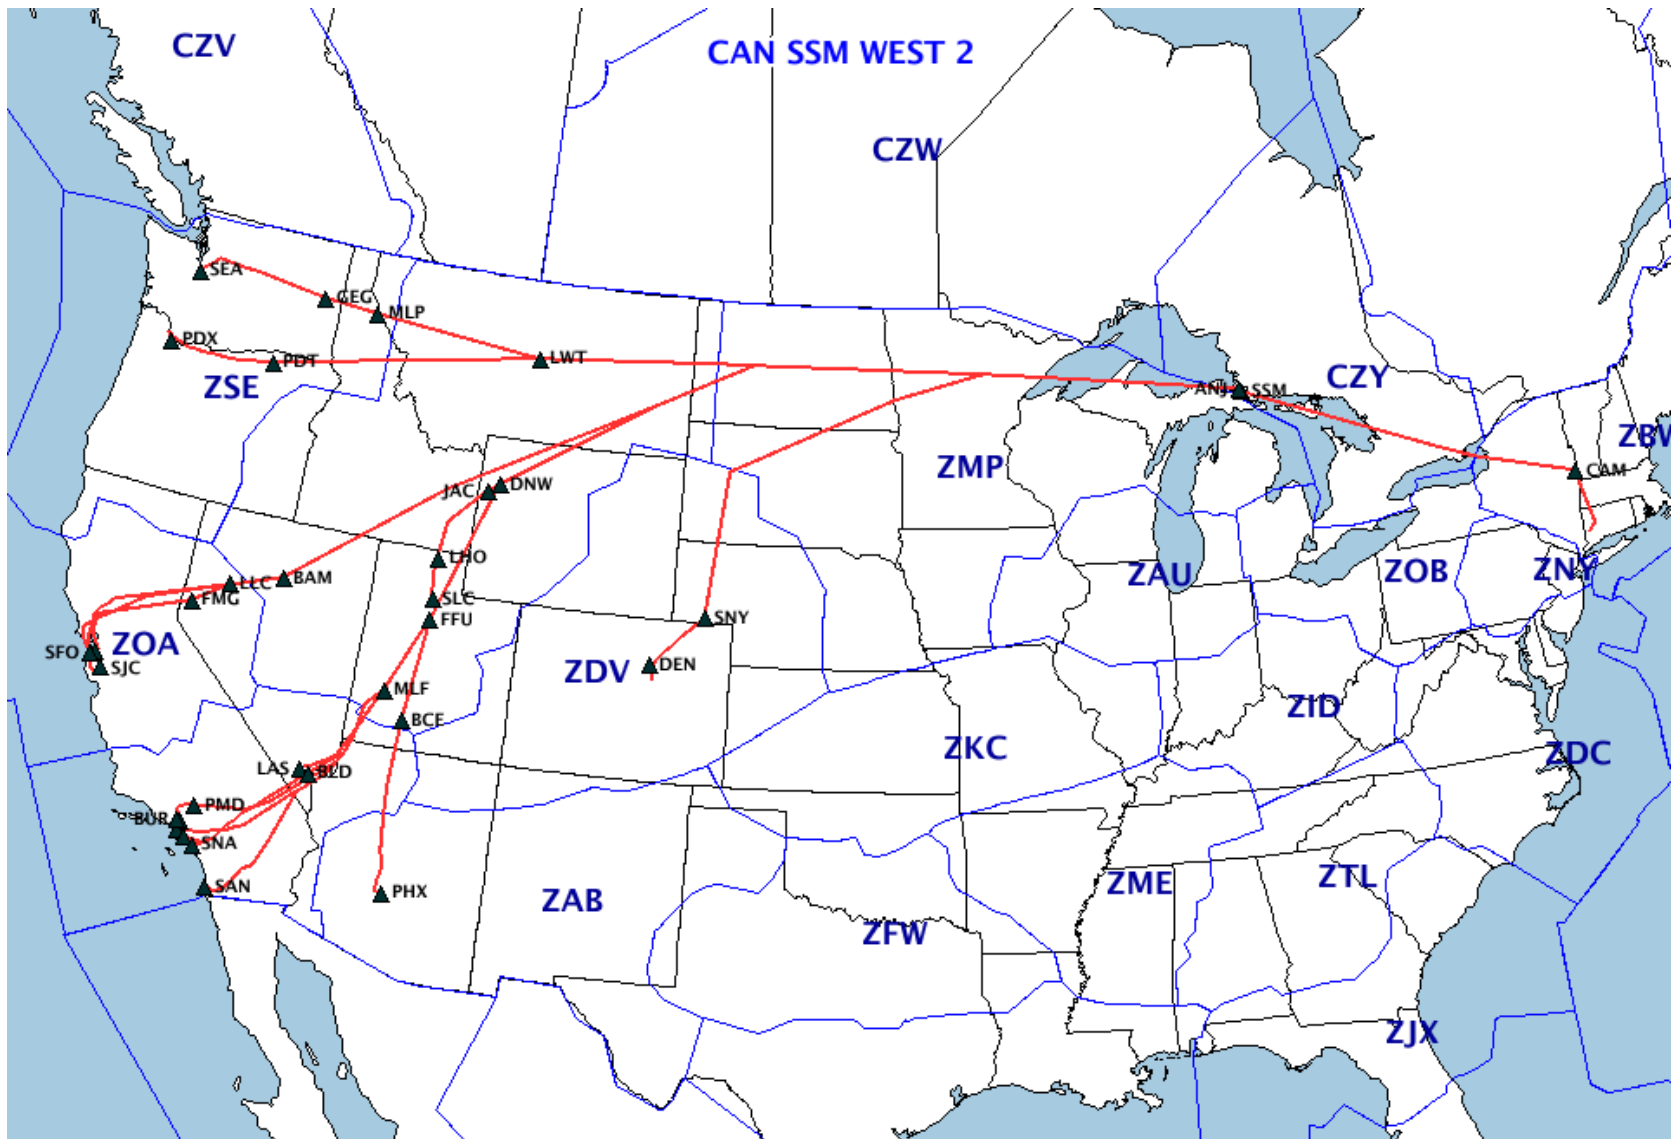 CZV
CAN SSM WEST 2
CZW
SEA
GEG
MLP
PDX
PDT
LWT
ZSE
CZY
ANJ
SSM
ZBW
ZMP
CAM
JAC
DNW
LHO
ZAU
ZOB
ZNY
LLC
BAM
FMG
SLC
FFU
SNY
SFO
ZOA
SJC
ZDV
DEN
MLF
BCE
ZID
ZKC
ZDC
LAS
BLD
PMD
BUR
SNA
SAN
PHX
ZAB
ZME
ZTL
ZFW
ZJX